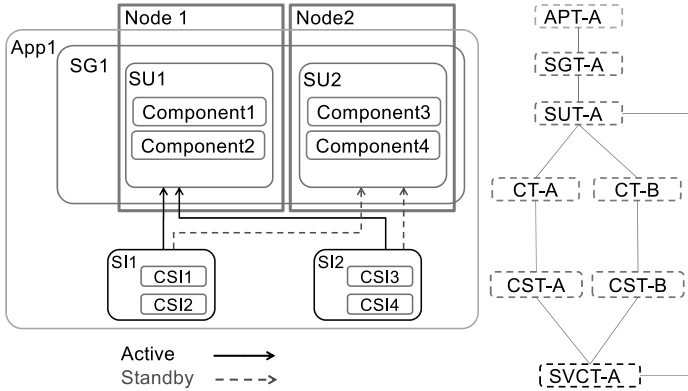 Node 1
Node2
App1
SG1
SU1
SU2
Component1
Component3
Component2
Component4
SI1
CSI1
CSI2
SI2
CSI3
CSI4
Active
Standby
APT-A
SGT-A
SUT-A
CT-A
CT-B
CST-A
CST-B
SVCT-A